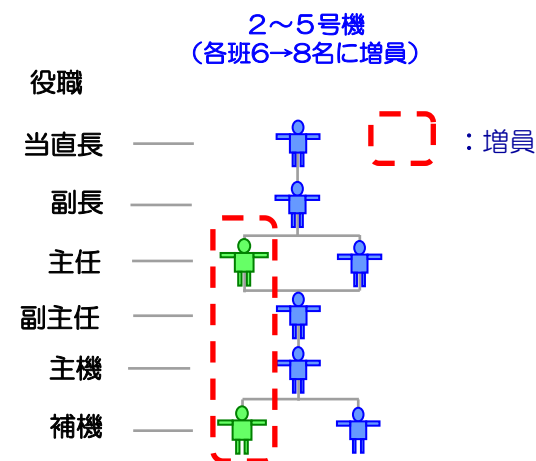 2～5号機
（各班6→8名に増員）
役職
当直長
：増員
副長
主任
副主任
主機
補機